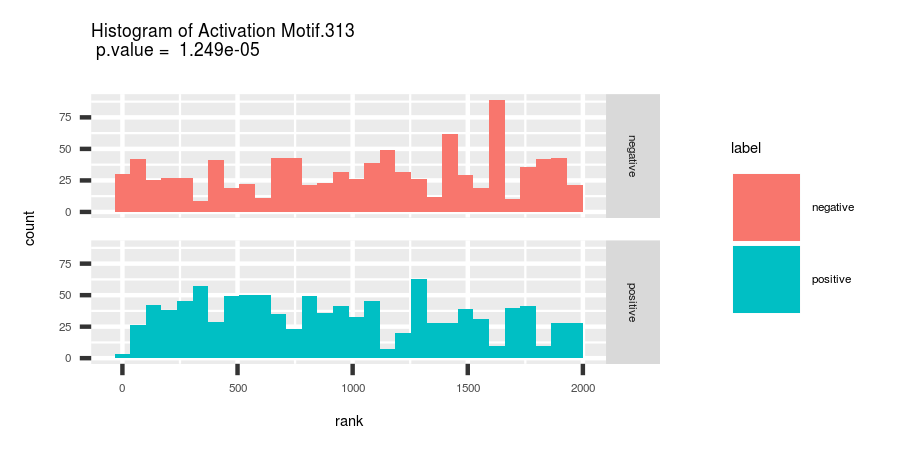 Histogram of Activation Motif.313
p.value = 1.249e-05
count
75
50
25
0
negative
75
50
25
0
positive
0 500 1000 1500 2000
rank
label
negative
positive